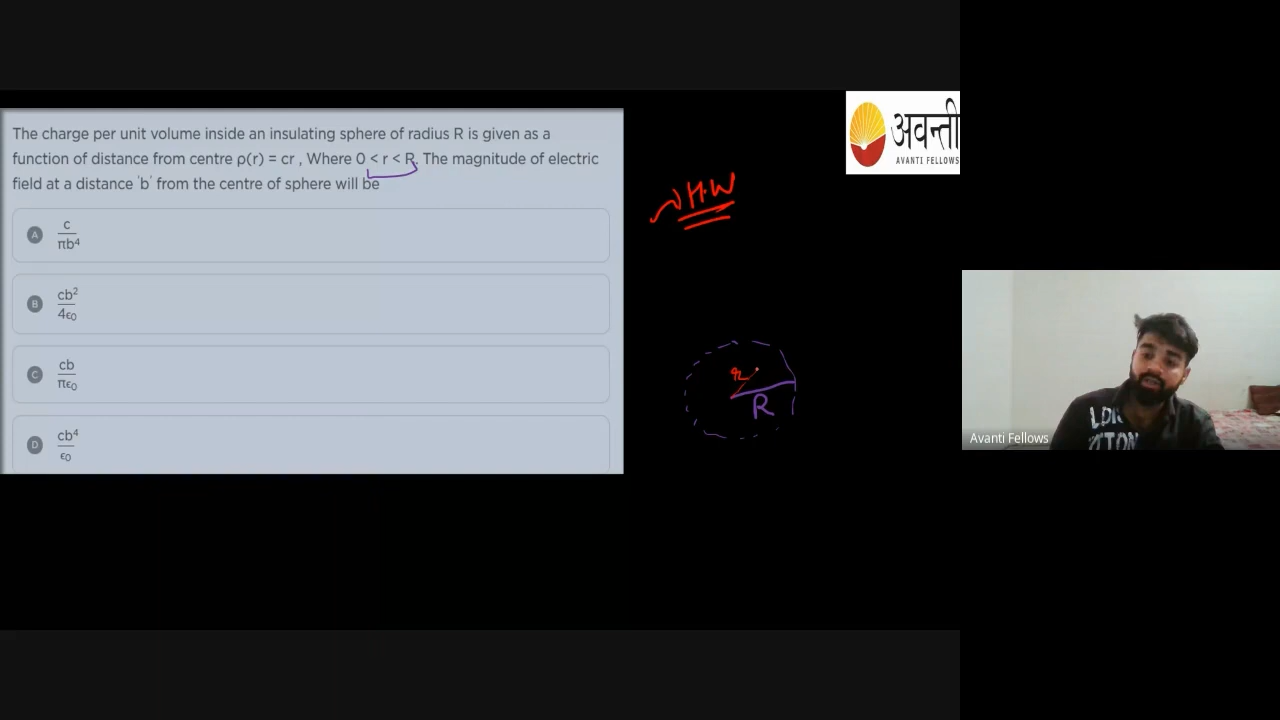 The charge per unit volume inside an insulating sphere of radius R is given as a
function of distance from centre ρ(r) = cr , Where 0 < r < R. The magnitude of electric
field at a distance 'b' from the centre of sphere will be
A c/πb⁴
B cb²/4ϵ₀
C cb/πϵ₀
D cb⁴/ϵ₀
H.W
अवन्ती
AVANTI FELLOWS
r
R
Avanti Fellows